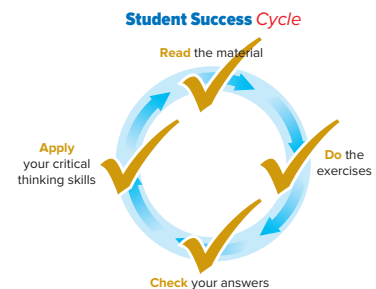 Student Success Cycle
Read the material
Do the
exercises
Check your answers
Apply
your critical
thinking skills